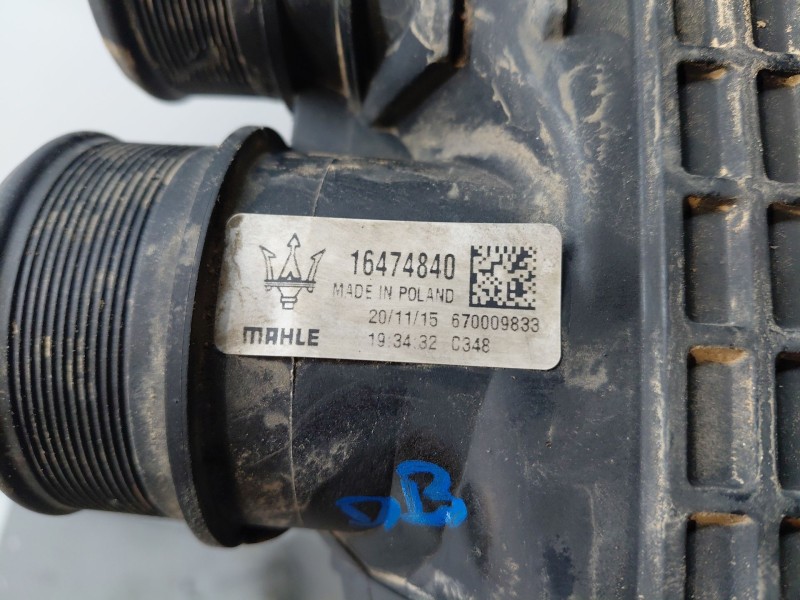 16474840
MADE IN POLAND
20/11/15 670009833
MAHLE 19:34:32 C348
B